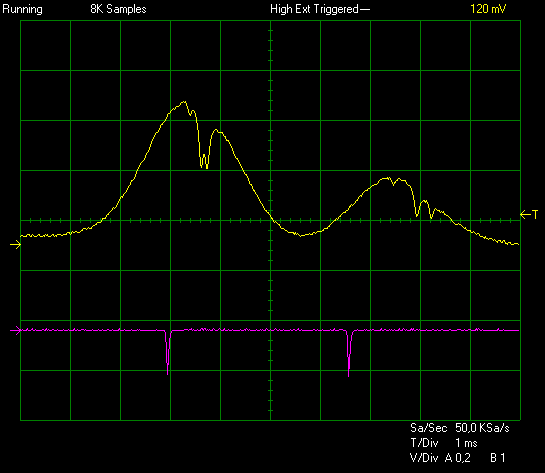 Running 8K Samples High Ext Triggered— 120 mV
T
Sa/Sec 50,0 KSa/s
T/Div 1 ms
V/Div A 0,2 B 1